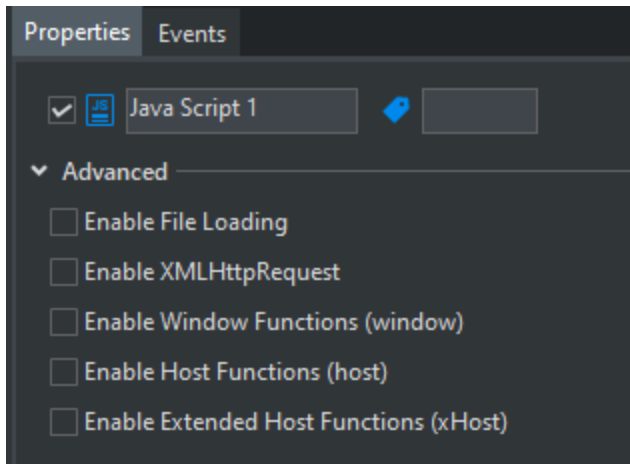 Properties Events
JS Java Script 1
Advanced
Enable File Loading
Enable XMLHttpRequest
Enable Window Functions (window)
Enable Host Functions (host)
Enable Extended Host Functions (xHost)